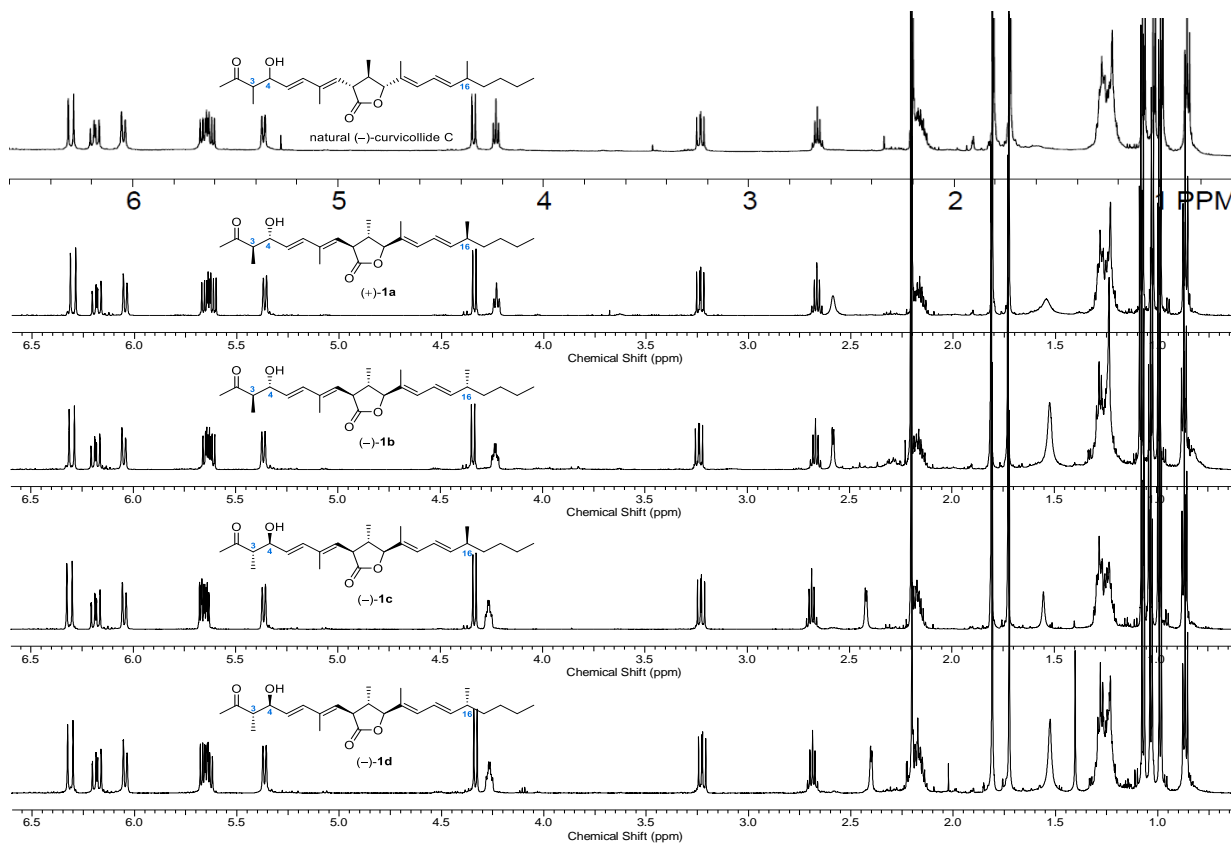 O OH
3 4 16
O O
natural (–)-curvicollide C
6 5 4 3 2 1 PPM
O OH
3 4 16
O O
(+)-1a
6.5 6.0 5.5 5.0 4.5 4.0 3.5 3.0 2.5 2.0 1.5 1.0
Chemical Shift (ppm)
O OH
3 4 16
O O
(–)-1b
6.5 6.0 5.5 5.0 4.5 4.0 3.5 3.0 2.5 2.0 1.5 1.0
Chemical Shift (ppm)
O OH
3 4 16
O O
(–)-1c
6.5 6.0 5.5 5.0 4.5 4.0 3.5 3.0 2.5 2.0 1.5 1.0
Chemical Shift (ppm)
O OH
3 4 16
O O
(–)-1d
6.5 6.0 5.5 5.0 4.5 4.0 3.5 3.0 2.5 2.0 1.5 1.0
Chemical Shift (ppm)